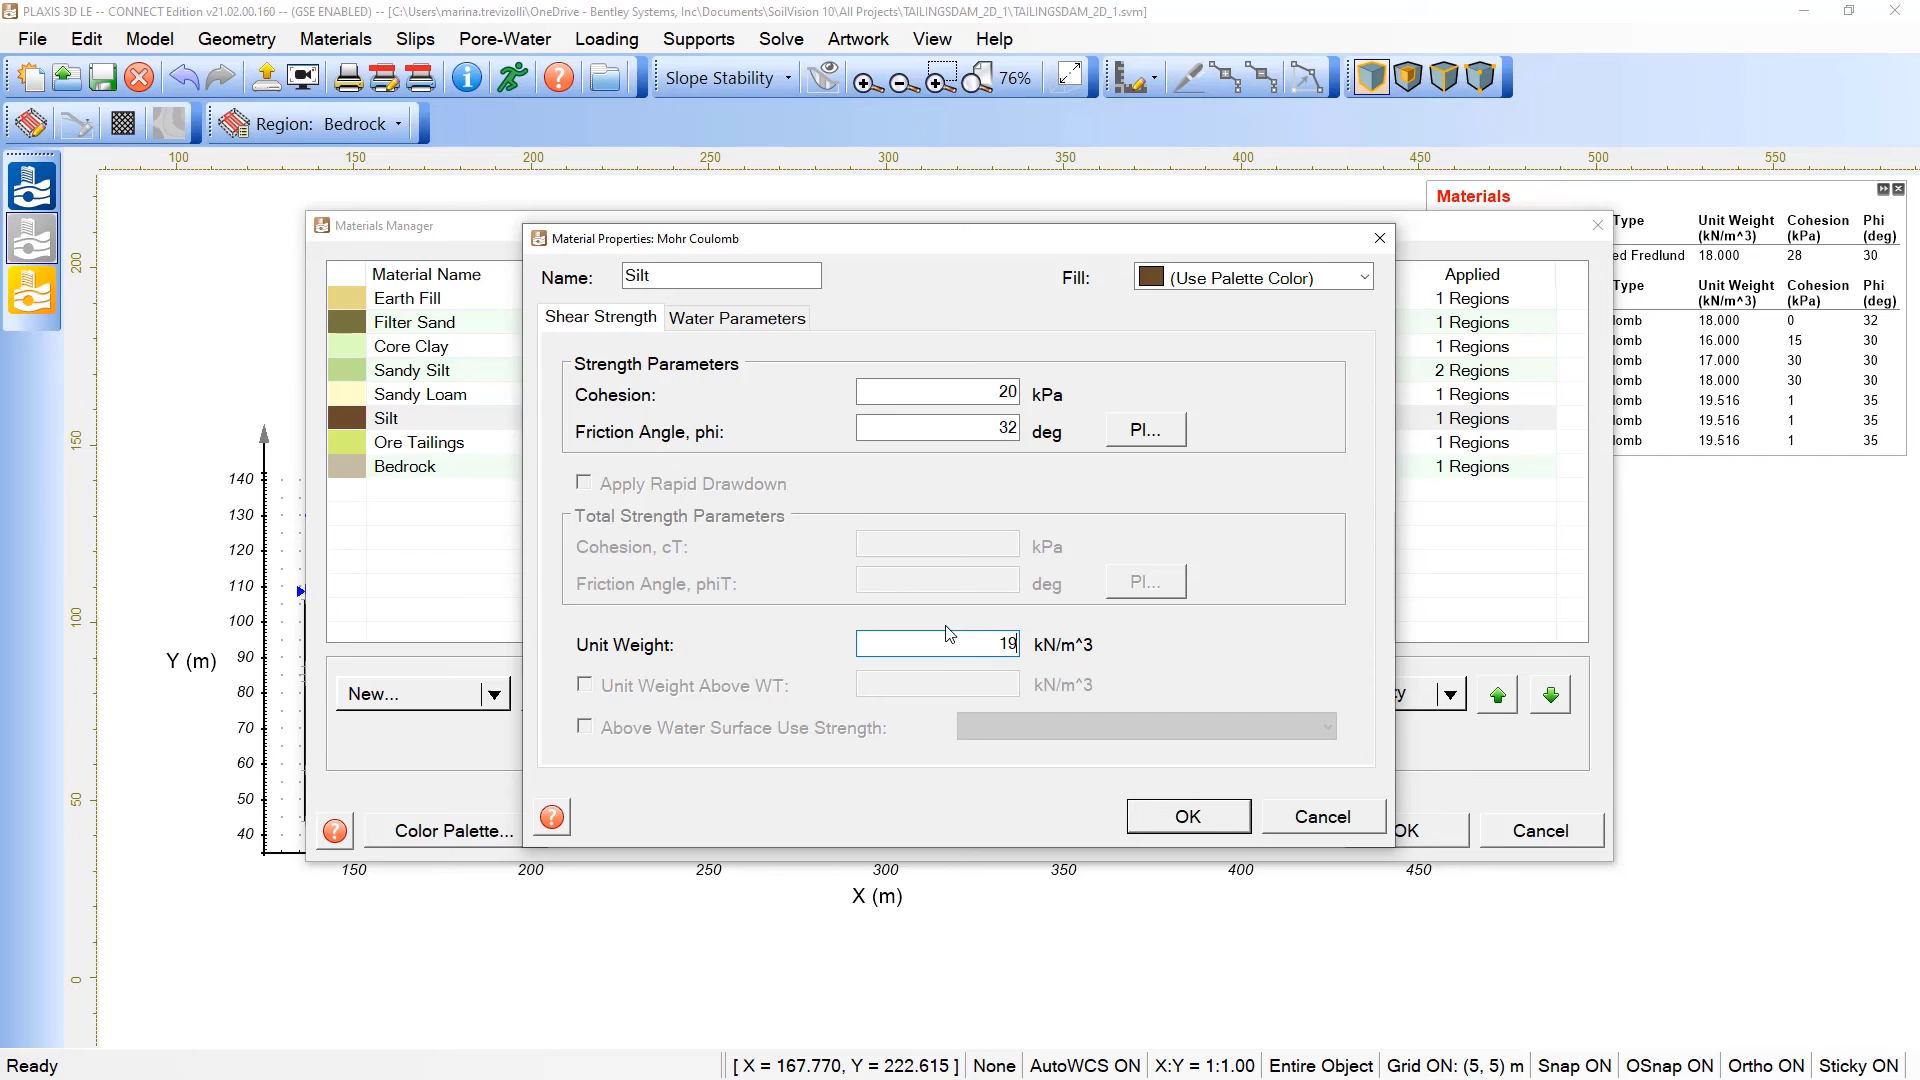 PLAXIS 3D LE -- CONNECT Edition v21.02.00.160 -- (GSE ENABLED) -- [C:\Users\marina.trevizolli\OneDrive - Bentley Systems, Inc\Documents\SoilVision 10\All Projects\TAILINGSDAM_2D_1\TAILINGSDAM_2D_1.svm]
File Edit Model Geometry Materials Slips Pore-Water Loading Supports Solve Artwork View Help
Slope Stability 76%
Region: Bedrock
100 150 200 250 300 350 400 450 500 550
Materials
Type Unit Weight (kN/m^3) Cohesion (kPa) Phi (deg)
ed Fredlund 18.000 28 30
Type Unit Weight (kN/m^3) Cohesion (kPa) Phi (deg)
lomb 18.000 0 32
lomb 16.000 15 30
lomb 17.000 30 30
lomb 18.000 30 30
lomb 19.516 1 35
lomb 19.516 1 35
lomb 19.516 1 35
Materials Manager
Material Name Applied
Earth Fill 1 Regions
Filter Sand 1 Regions
Core Clay 1 Regions
Sandy Silt 2 Regions
Sandy Loam 1 Regions
Silt 1 Regions
Ore Tailings 1 Regions
Bedrock 1 Regions
New... y
Color Palette... OK Cancel
Material Properties: Mohr Coulomb
Name: Silt Fill: (Use Palette Color)
Shear Strength Water Parameters
Strength Parameters
Cohesion: 20 kPa
Friction Angle, phi: 32 deg PI...
Apply Rapid Drawdown
Total Strength Parameters
Cohesion, cT: kPa
Friction Angle, phiT: deg PI...
Unit Weight: 19 kN/m^3
Unit Weight Above WT: kN/m^3
Above Water Surface Use Strength:
OK Cancel
200
150
100
50
0
Y (m)
140
130
120
110
100
90
80
70
60
50
40
150 200 250 300 350 400 450
X (m)
Ready [ X = 167.770, Y = 222.615 ] None AutoWCS ON X:Y = 1:1.00 Entire Object Grid ON: (5, 5) m Snap ON OSnap ON Ortho ON Sticky ON